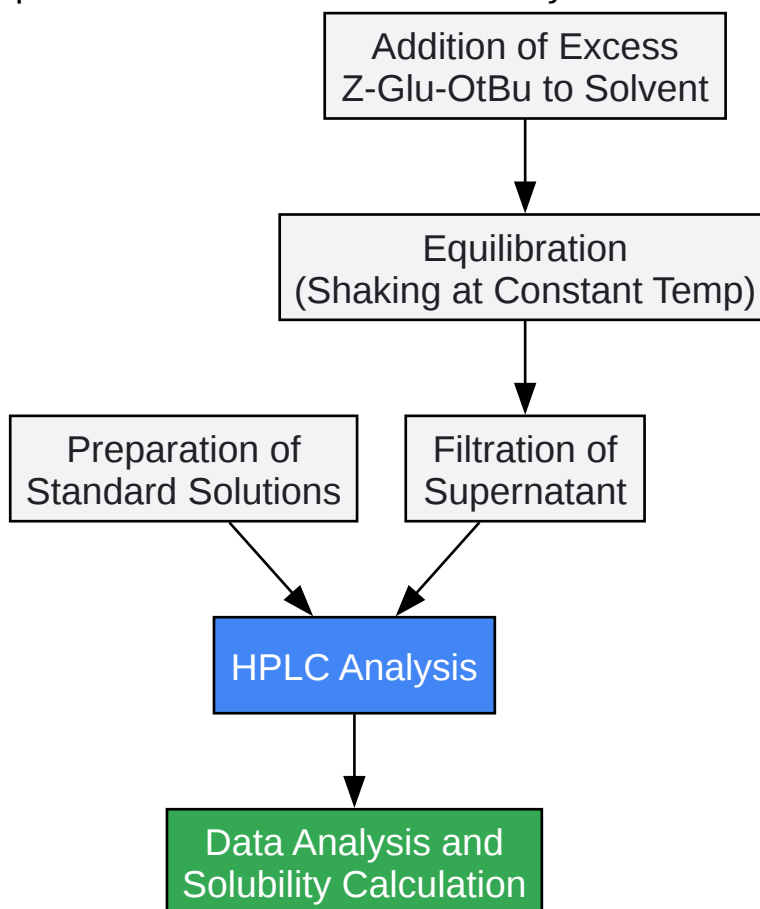 Addition of Excess
Z-Glu-OtBu to Solvent
Equilibration
(Shaking at Constant Temp)
Preparation of
Standard Solutions
Filtration of
Supernatant
HPLC Analysis
Data Analysis and
Solubility Calculation